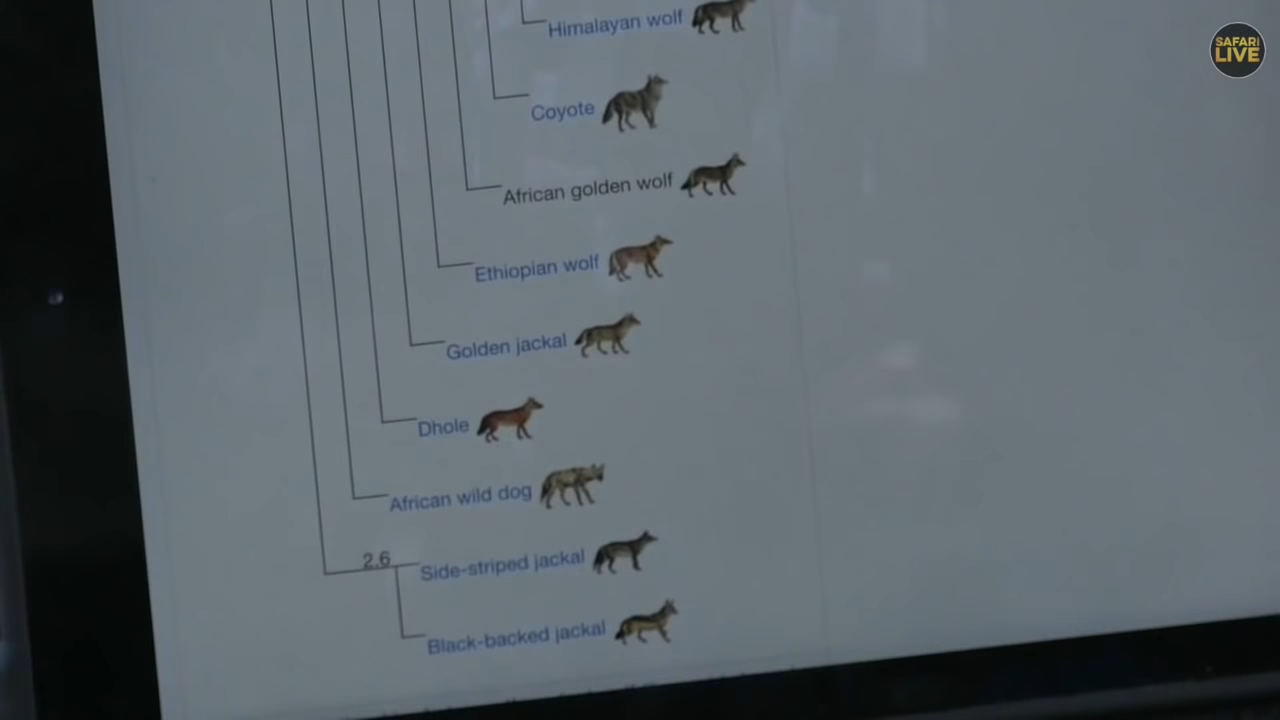 SAFARI
LIVE
Himalayan wolf
Coyote
African golden wolf
Ethiopian wolf
Golden jackal
Dhole
African wild dog
2.6
Side-striped jackal
Black-backed jackal